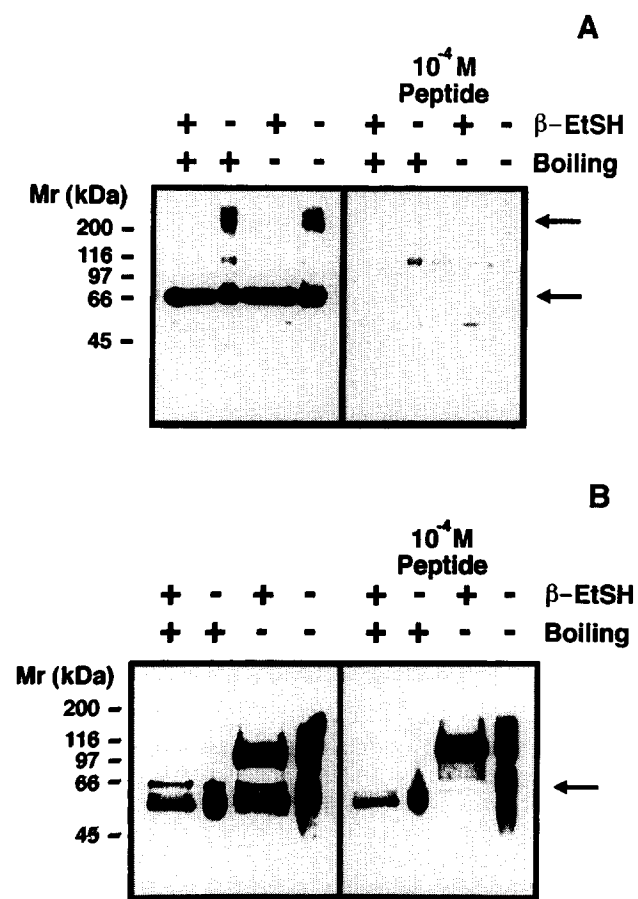 A
10⁻⁴ M
Peptide
+ - + - + - + - β-EtSH
+ + - - + + - - Boiling
Mr (kDa)
200 -
116 -
97 -
66 -
45 -
B
10⁻⁴ M
Peptide
+ - + - + - + - β-EtSH
+ + - - + + - - Boiling
Mr (kDa)
200 -
116 -
97 -
66 -
45 -